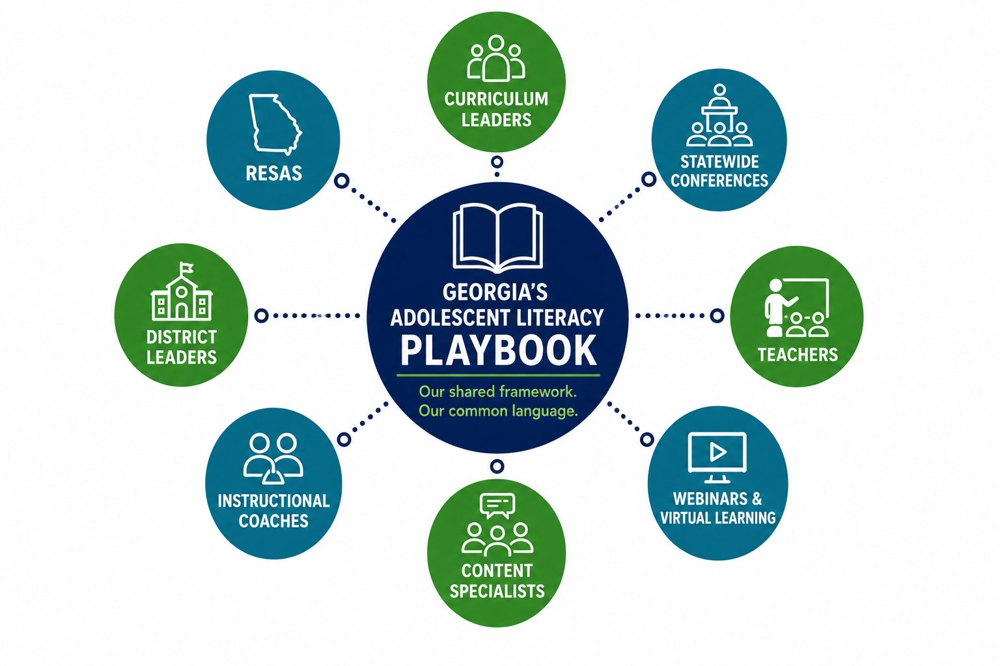 CURRICULUM
LEADERS
RESAS
STATEWIDE
CONFERENCES
GEORGIA'S
ADOLESCENT LITERACY
PLAYBOOK
Our shared framework.
Our common language.
DISTRICT
LEADERS
TEACHERS
INSTRUCTIONAL
COACHES
WEBINARS &
VIRTUAL LEARNING
CONTENT
SPECIALISTS